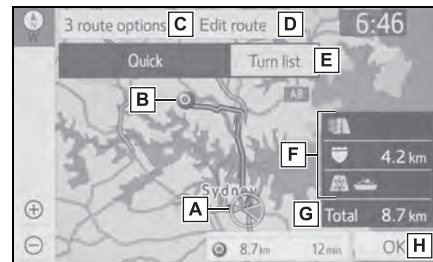 3 route options C Edit route D 6:46
W
Quick Turn list E
B A8
F
4.2 km
Sydney
A G Total 8.7 km
8.7 km 12 min OK H